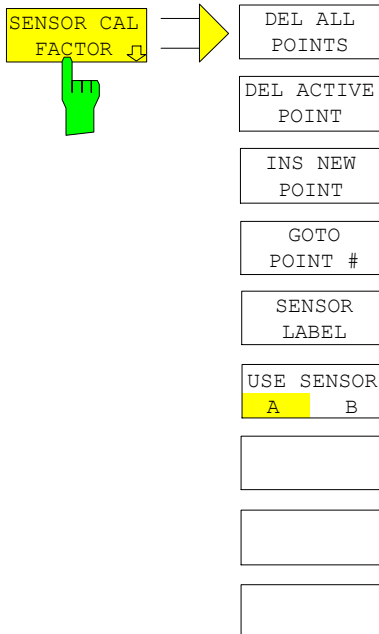 SENSOR CAL
FACTOR
DEL ALL
POINTS
DEL ACTIVE
POINT
INS NEW
POINT
GOTO
POINT #
SENSOR
LABEL
USE SENSOR
A B